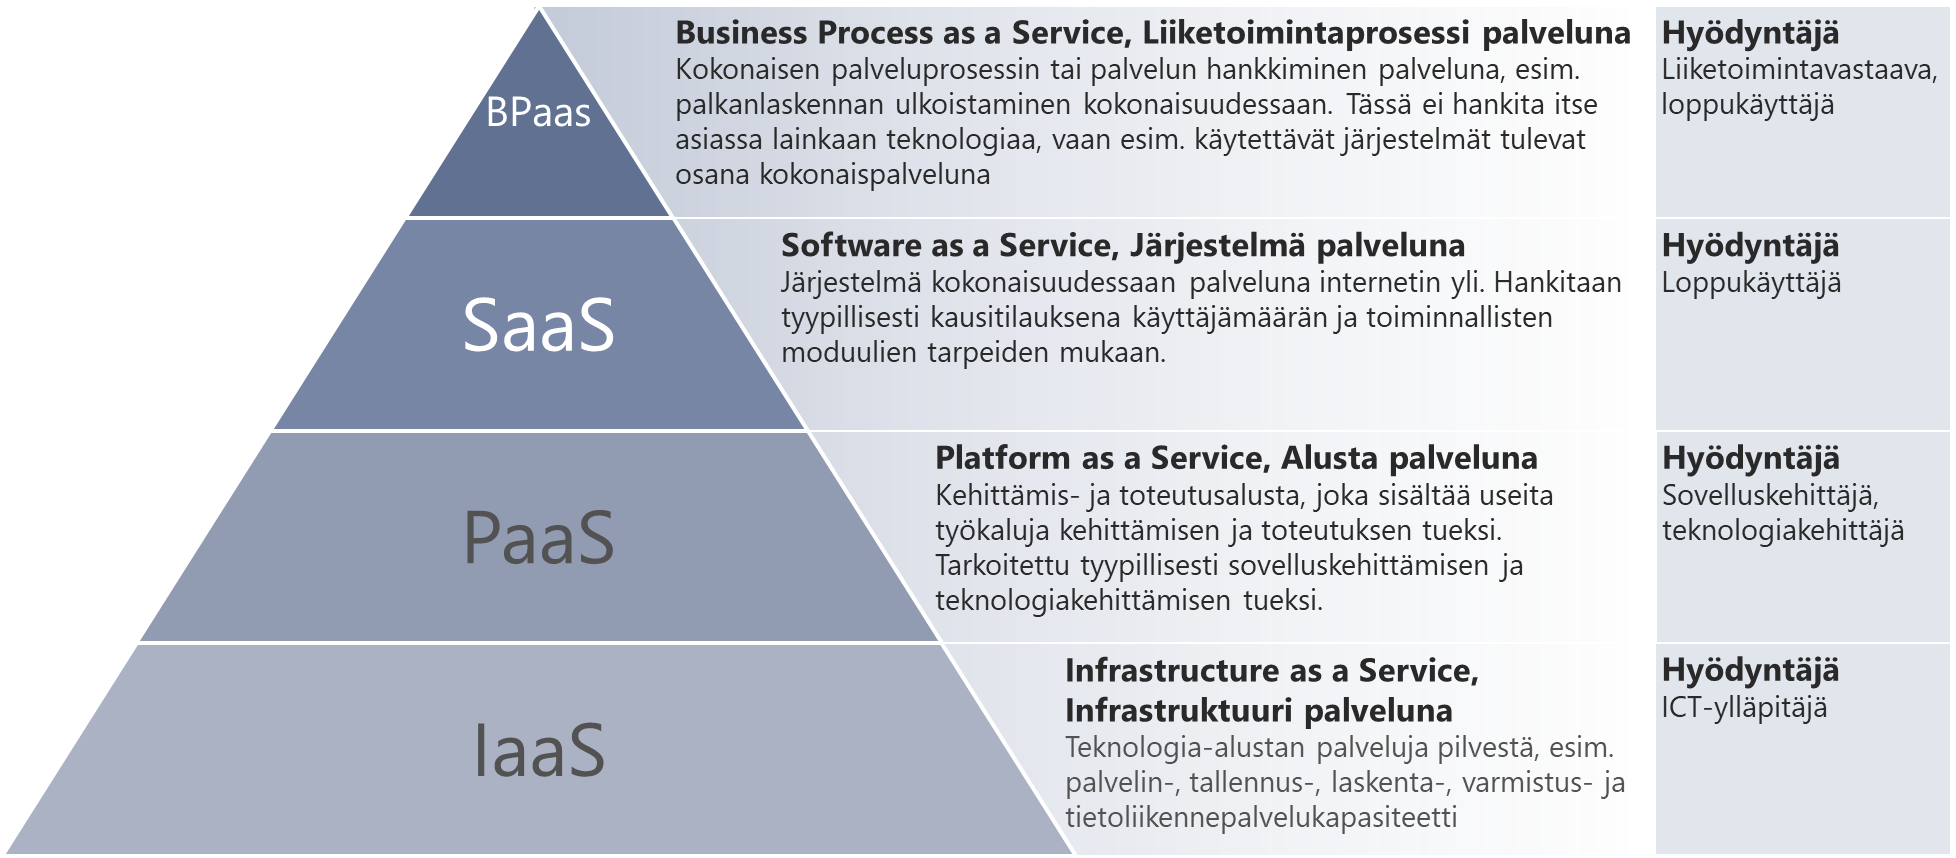 BPaas
Business Process as a Service, Liiketoimintaprosessi palveluna
Kokonaisen palveluprosessin tai palvelun hankkiminen palveluna, esim.
palkanlaskennan ulkoistaminen kokonaisuudessaan. Tässä ei hankita itse
asiassa lainkaan teknologiaa, vaan esim. käytettävät järjestelmät tulevat
osana kokonaispalveluna
Hyödyntäjä
Liiketoimintavastaava,
loppukäyttäjä
SaaS
Software as a Service, Järjestelmä palveluna
Järjestelmä kokonaisuudessaan palveluna internetin yli. Hankitaan
tyypillisesti kausitilauksena käyttäjämäärän ja toiminnallisten
moduulien tarpeiden mukaan.
Hyödyntäjä
Loppukäyttäjä
PaaS
Platform as a Service, Alusta palveluna
Kehittämis- ja toteutusalusta, joka sisältää useita
työkaluja kehittämisen ja toteutuksen tueksi.
Tarkoitettu tyypillisesti sovelluskehittämisen ja
teknologiakehittämisen tueksi.
Hyödyntäjä
Sovelluskehittäjä,
teknologiakehittäjä
IaaS
Infrastructure as a Service,
Infrastruktuuri palveluna
Teknologia-alustan palveluja pilvestä, esim.
palvelin-, tallennus-, laskenta-, varmistus- ja
tietoliikennepalvelukapasiteetti
Hyödyntäjä
ICT-ylläpitäjä